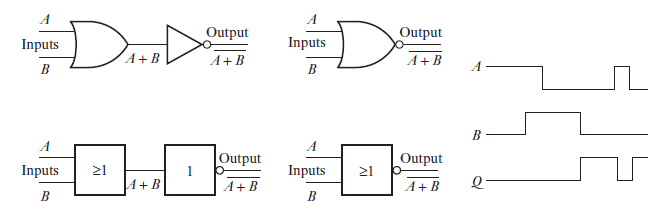 A
Inputs
B
A + B
Output
A + B
A
Inputs
B
Output
A + B
A
B
Q
A
Inputs
B
≥1
A + B
1
Output
A + B
A
Inputs
B
≥1
Output
A + B